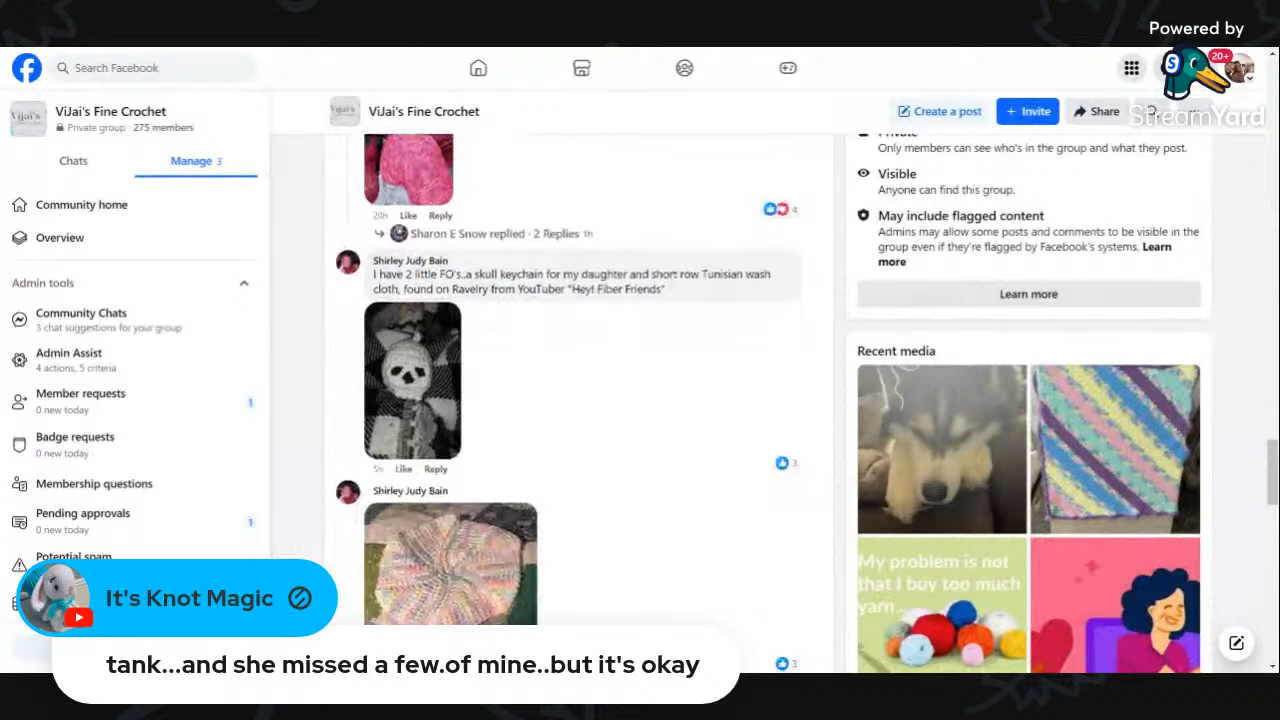 Powered by
StreamYard
Search Facebook
20+
ViJai's Fine Crochet
Private group · 275 members
Chats
Manage 3
Community home
Overview
Admin tools
Community Chats
3 chat suggestions for your group
Admin Assist
4 actions, 5 criteria
Member requests
0 new today
1
Badge requests
0 new today
Membership questions
Pending approvals
0 new today
1
Potential spam
ViJai's Fine Crochet
Create a post
+ Invite
Share
20h Like Reply
4
Sharon E Snow replied · 2 Replies 1h
Shirley Judy Bain
I have 2 little FO's..a skull keychain for my daughter and short row Tunisian wash
cloth, found on Ravelry from YouTuber "Hey! Fiber Friends"
5h Like Reply
3
Shirley Judy Bain
3
Private
Only members can see who's in the group and what they post.
Visible
Anyone can find this group.
May include flagged content
Admins may allow some posts and comments to be visible in the
group even if they're flagged by Facebook's systems. Learn
more
Learn more
Recent media
My problem is not
that I buy too much
yarn...
It's Knot Magic
tank...and she missed a few.of mine..but it's okay